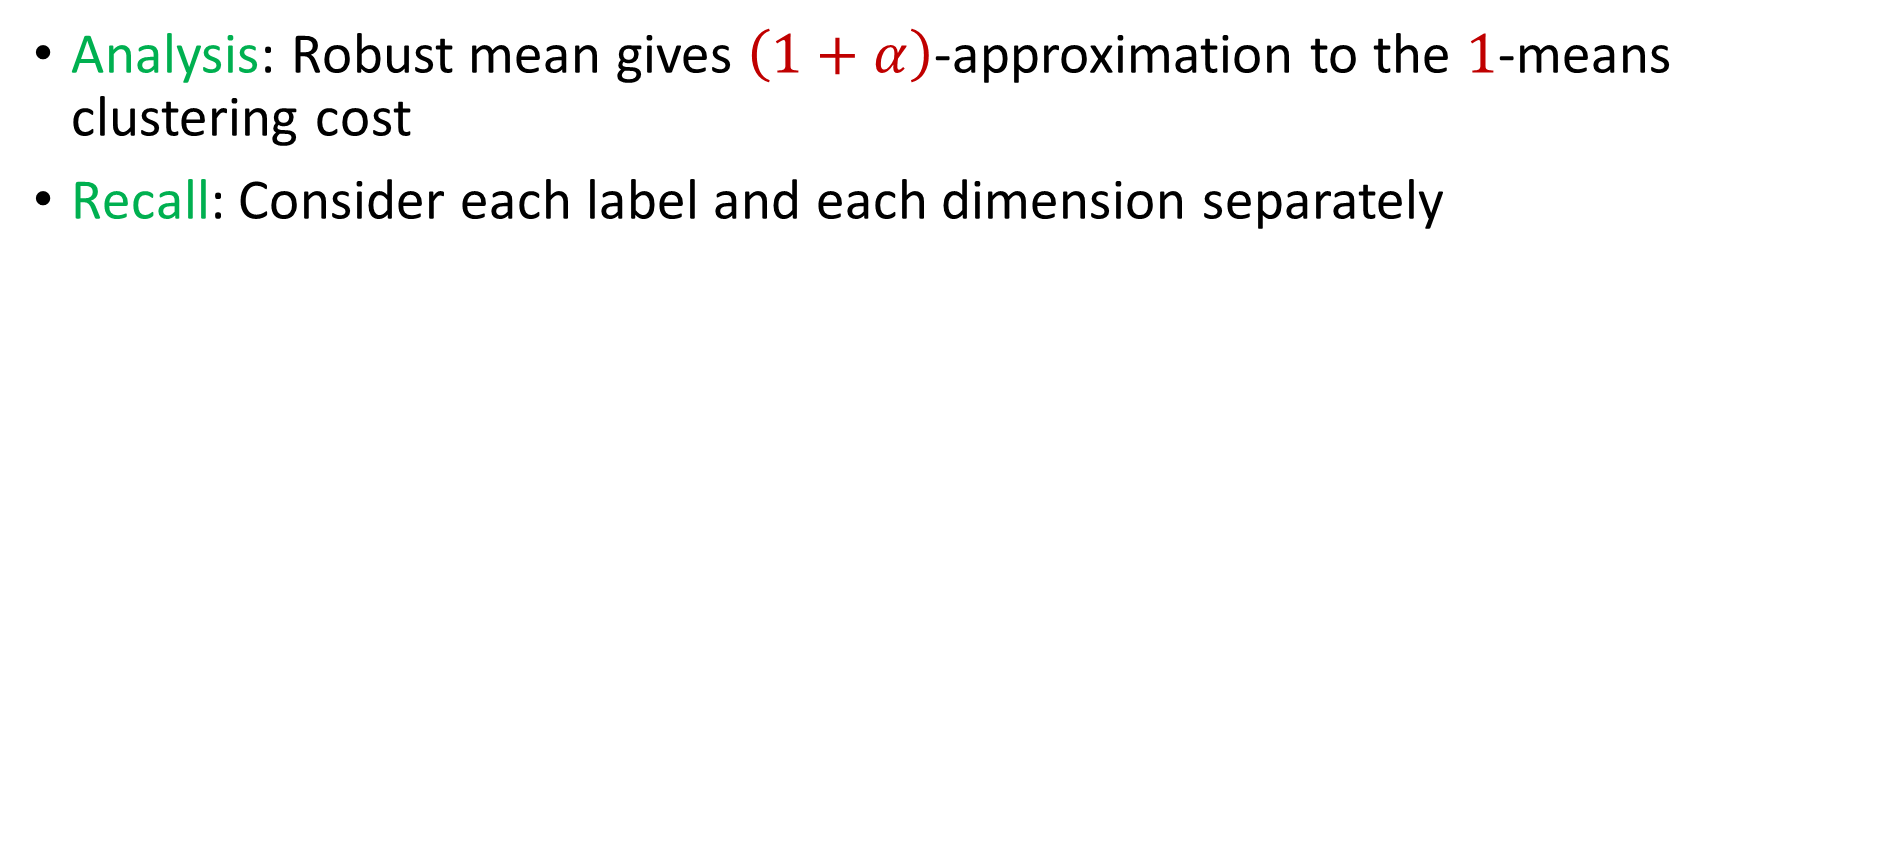 • Analysis: Robust mean gives (1 + α)-approximation to the 1-means
clustering cost
• Recall: Consider each label and each dimension separately